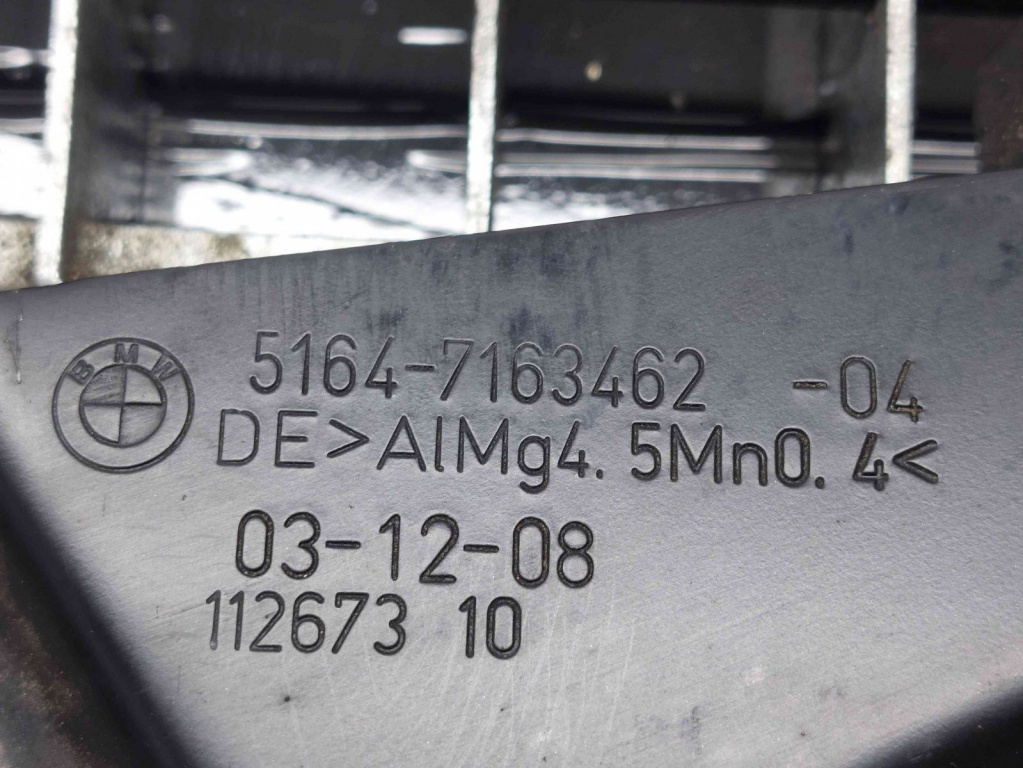 BMW
5164-7163462 -04
DE>AlMg4.5Mn0.4<
03-12-08
112673 10